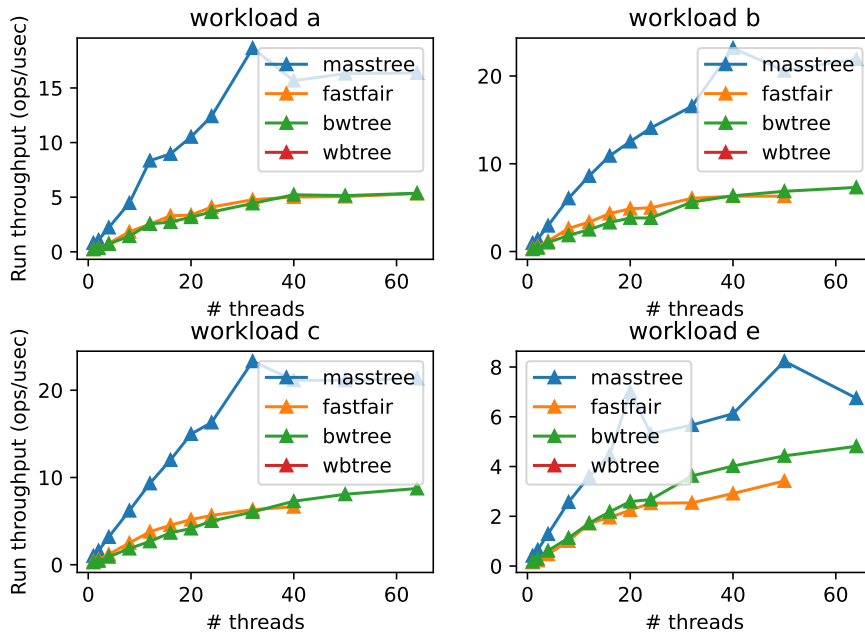 workload a
workload b
Run throughput (ops/usec)
15
10
5
0
masstree
fastfair
bwtree
wbtree
0
20
40
60
# threads
20
10
0
masstree
fastfair
bwtree
wbtree
0
20
40
60
# threads
workload c
workload e
Run throughput (ops/usec)
20
10
0
masstree
fastfair
bwtree
wbtree
0
20
40
60
# threads
8
6
4
2
0
masstree
fastfair
bwtree
wbtree
0
20
40
60
# threads